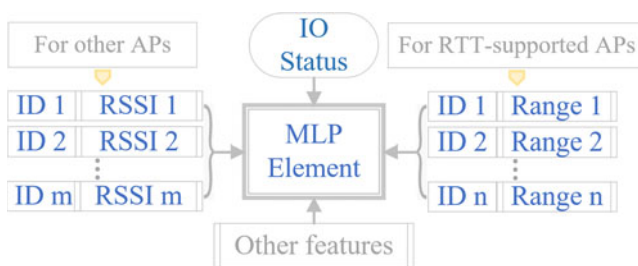 For other APs
ID 1 RSSI 1
ID 2 RSSI 2
ID m RSSI m
IO
Status
MLP
Element
Other features
For RTT-supported APs
ID 1 Range 1
ID 2 Range 2
ID n Range n